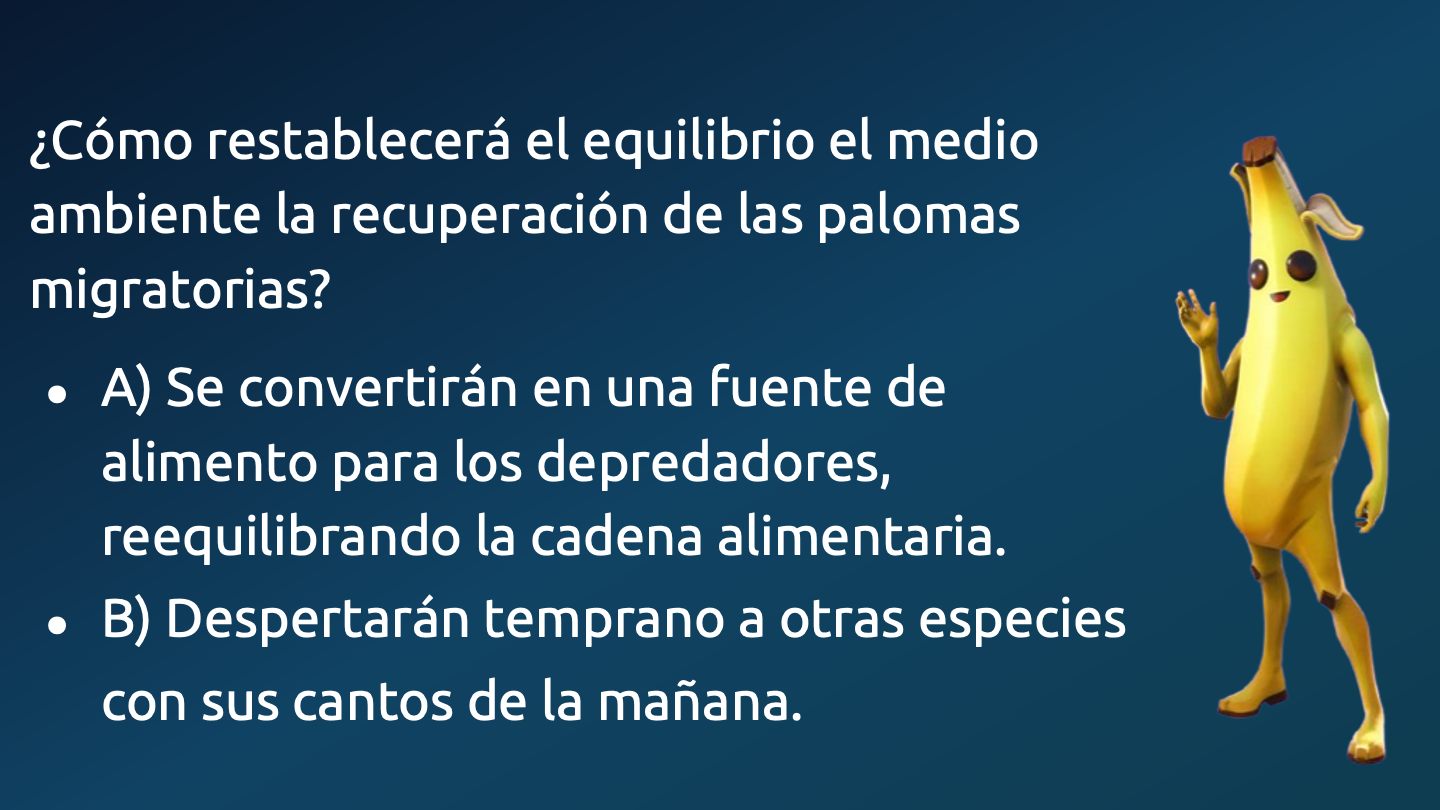 ¿Cómo restablecerá el equilibrio el medio
ambiente la recuperación de las palomas
migratorias?
● A) Se convertirán en una fuente de
alimento para los depredadores,
reequilibrando la cadena alimentaria.
● B) Despertarán temprano a otras especies
con sus cantos de la mañana.